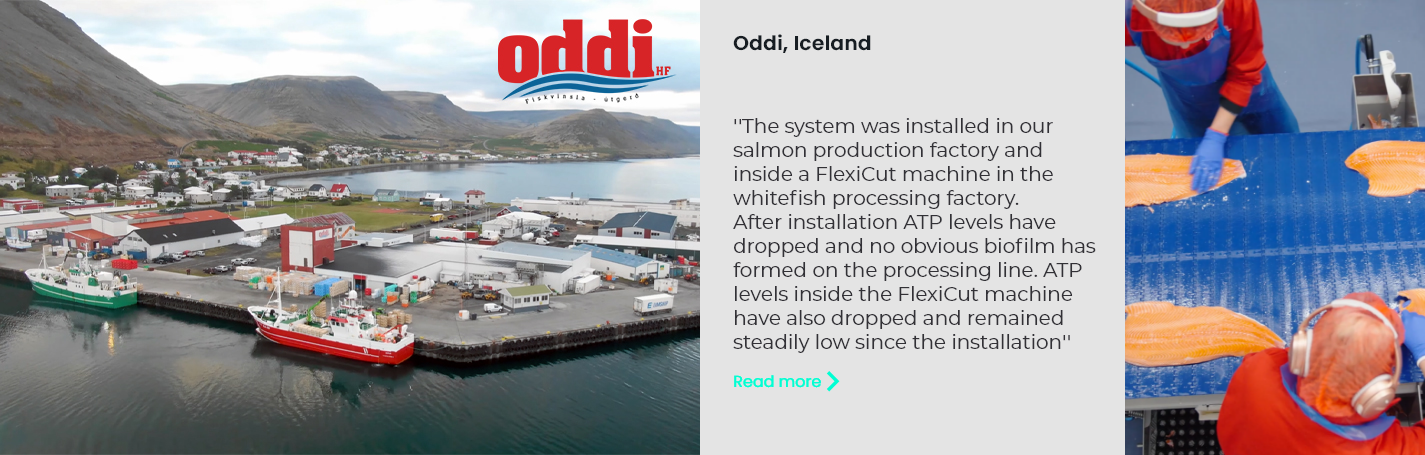 oddi HF
Fiskvinsla - útgerð
Oddi, Iceland
''The system was installed in our
salmon production factory and
inside a FlexiCut machine in the
whitefish processing factory.
After installation ATP levels have
dropped and no obvious biofilm has
formed on the processing line. ATP
levels inside the FlexiCut machine
have also dropped and remained
steadily low since the installation''
Read more